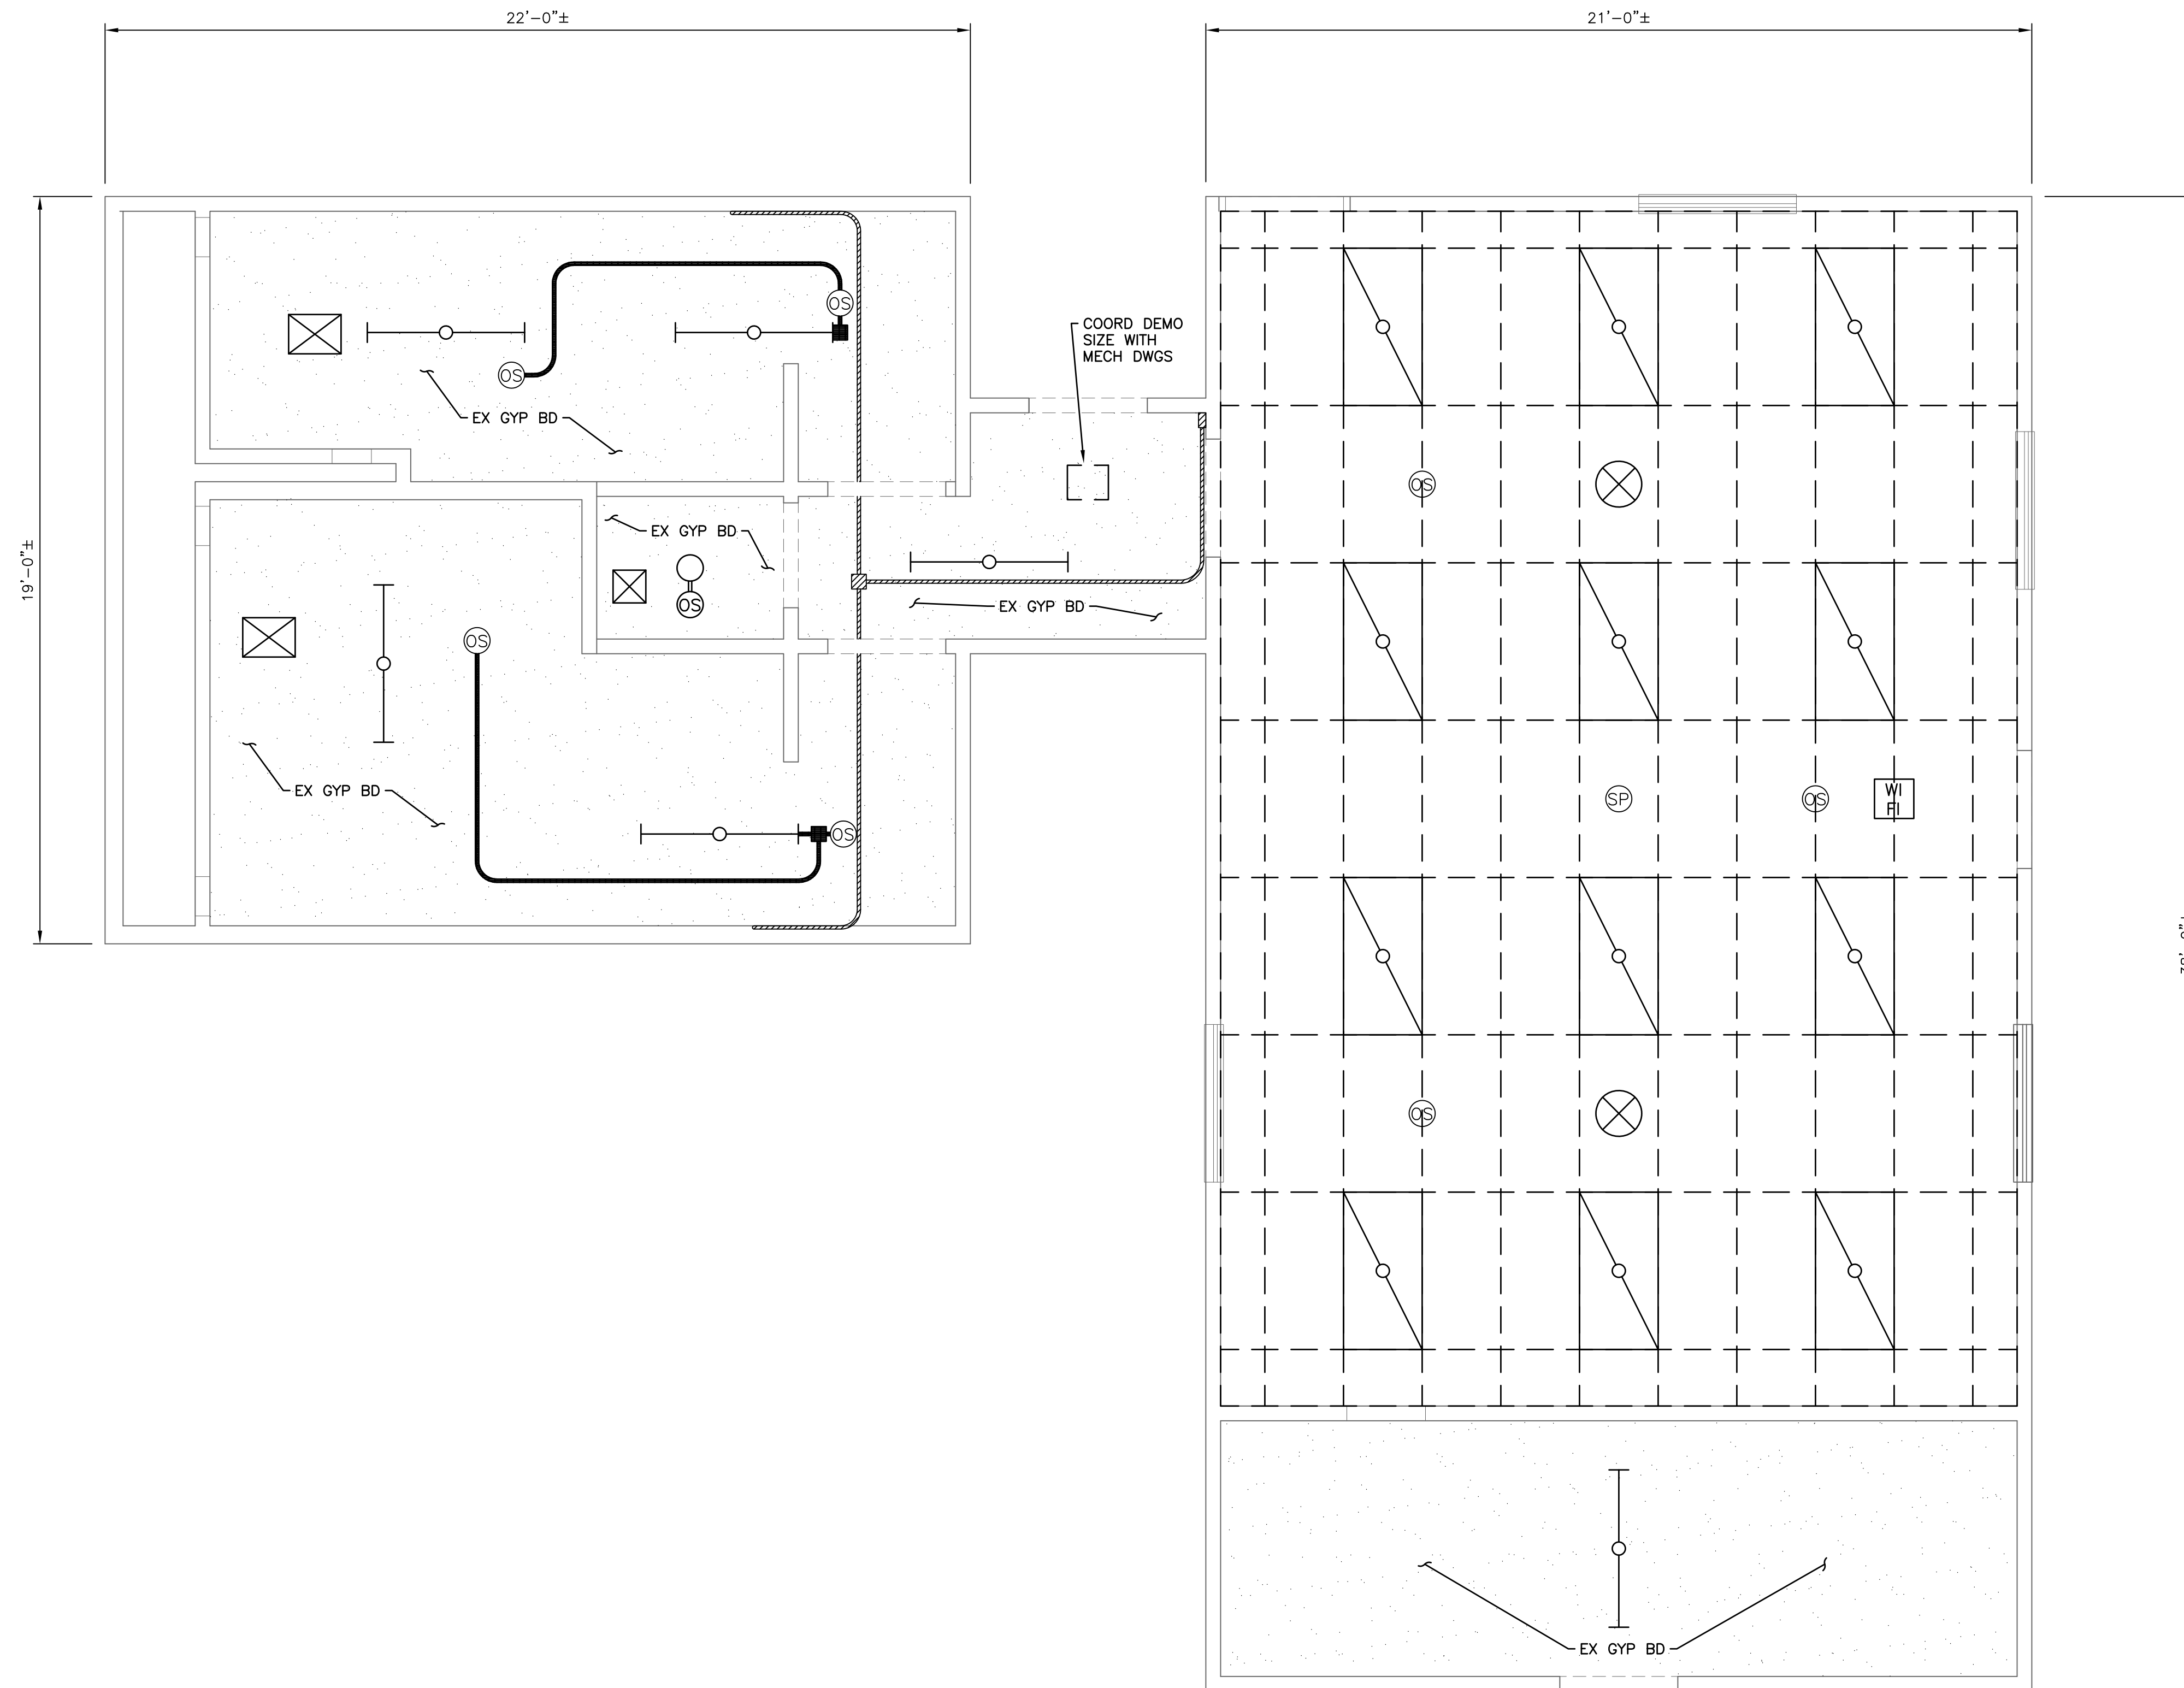 22'-0"±
21'-0"±
19'-0"±
OS
OS
COORD DEMO
SIZE WITH
MECH DWGS
EX GYP BD
OS
EX GYP BD
OS
EX GYP BD
OS
EX GYP BD
SP
OS
WI
FI
OS
OS
EX GYP BD